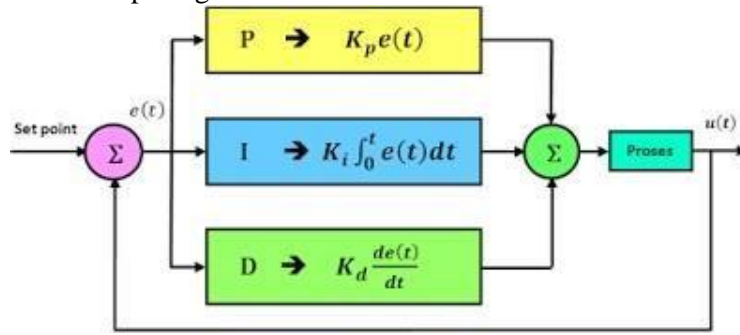 P → K_p e(t)
e(t)
Set point
Σ
I → K_i ∫_0^t e(t)dt
Σ
Proses
u(t)
D → K_d de(t)/dt